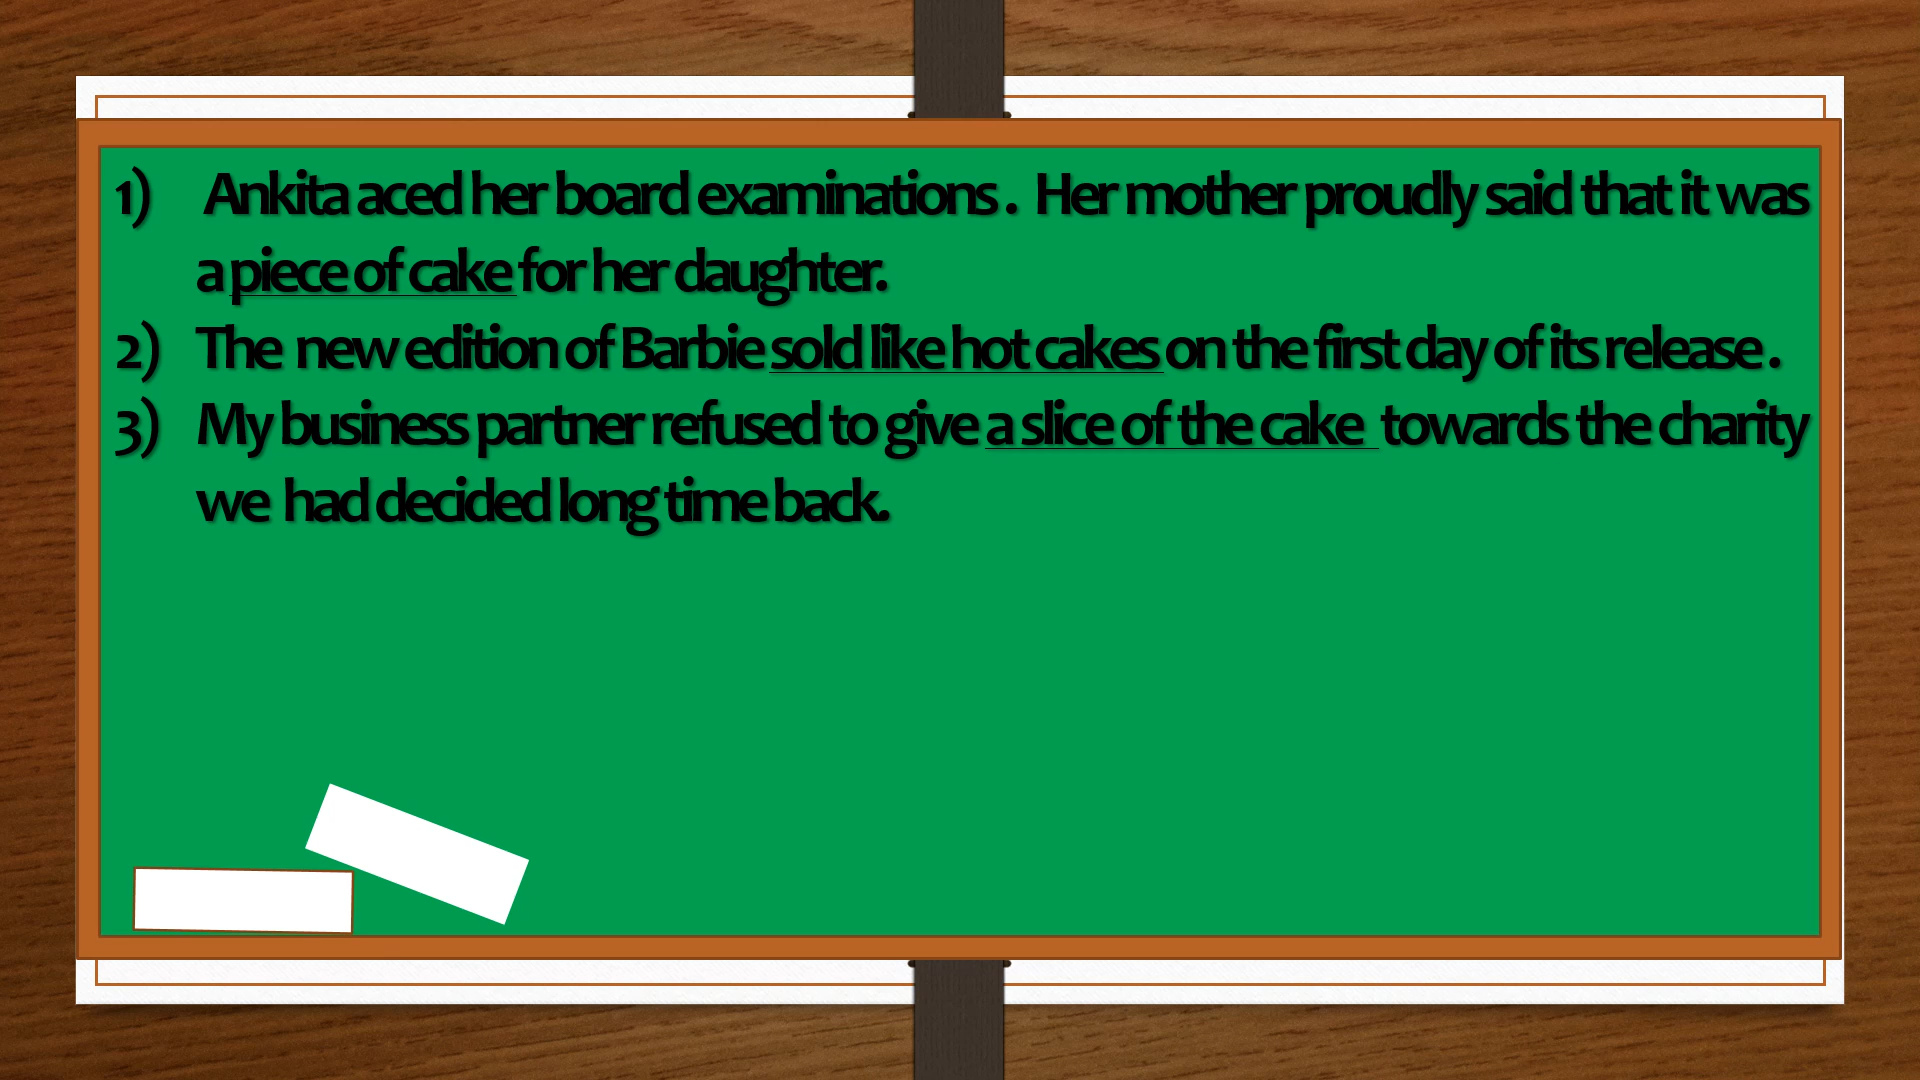 1) Ankita aced her board examinations . Her mother proudly said that it was
a piece of cake for her daughter.
2) The new edition of Barbie sold like hot cakes on the first day of its release .
3) My business partner refused to give a slice of the cake towards the charity
we had decided long time back.